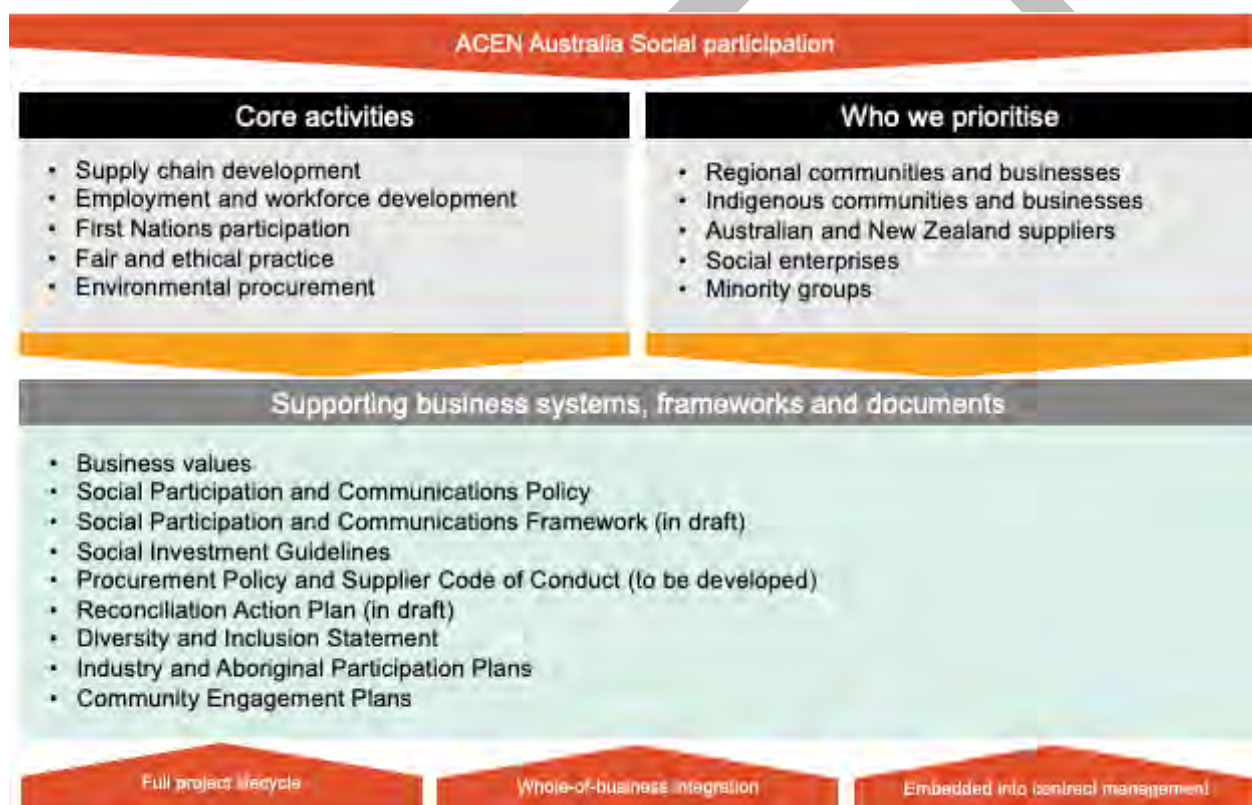 ACEN Australia Social participation
Core activities
• Supply chain development
• Employment and workforce development
• First Nations participation
• Fair and ethical practice
• Environmental procurement
Who we prioritise
• Regional communities and businesses
• Indigenous communities and businesses
• Australian and New Zealand suppliers
• Social enterprises
• Minority groups
Supporting business systems, frameworks and documents
• Business values
• Social Participation and Communications Policy
• Social Participation and Communications Framework (in draft)
• Social Investment Guidelines
• Procurement Policy and Supplier Code of Conduct (to be developed)
• Reconciliation Action Plan (in draft)
• Diversity and Inclusion Statement
• Industry and Aboriginal Participation Plans
• Community Engagement Plans
Full project lifecycle
Whole-of-business integration
Embedded into contract management